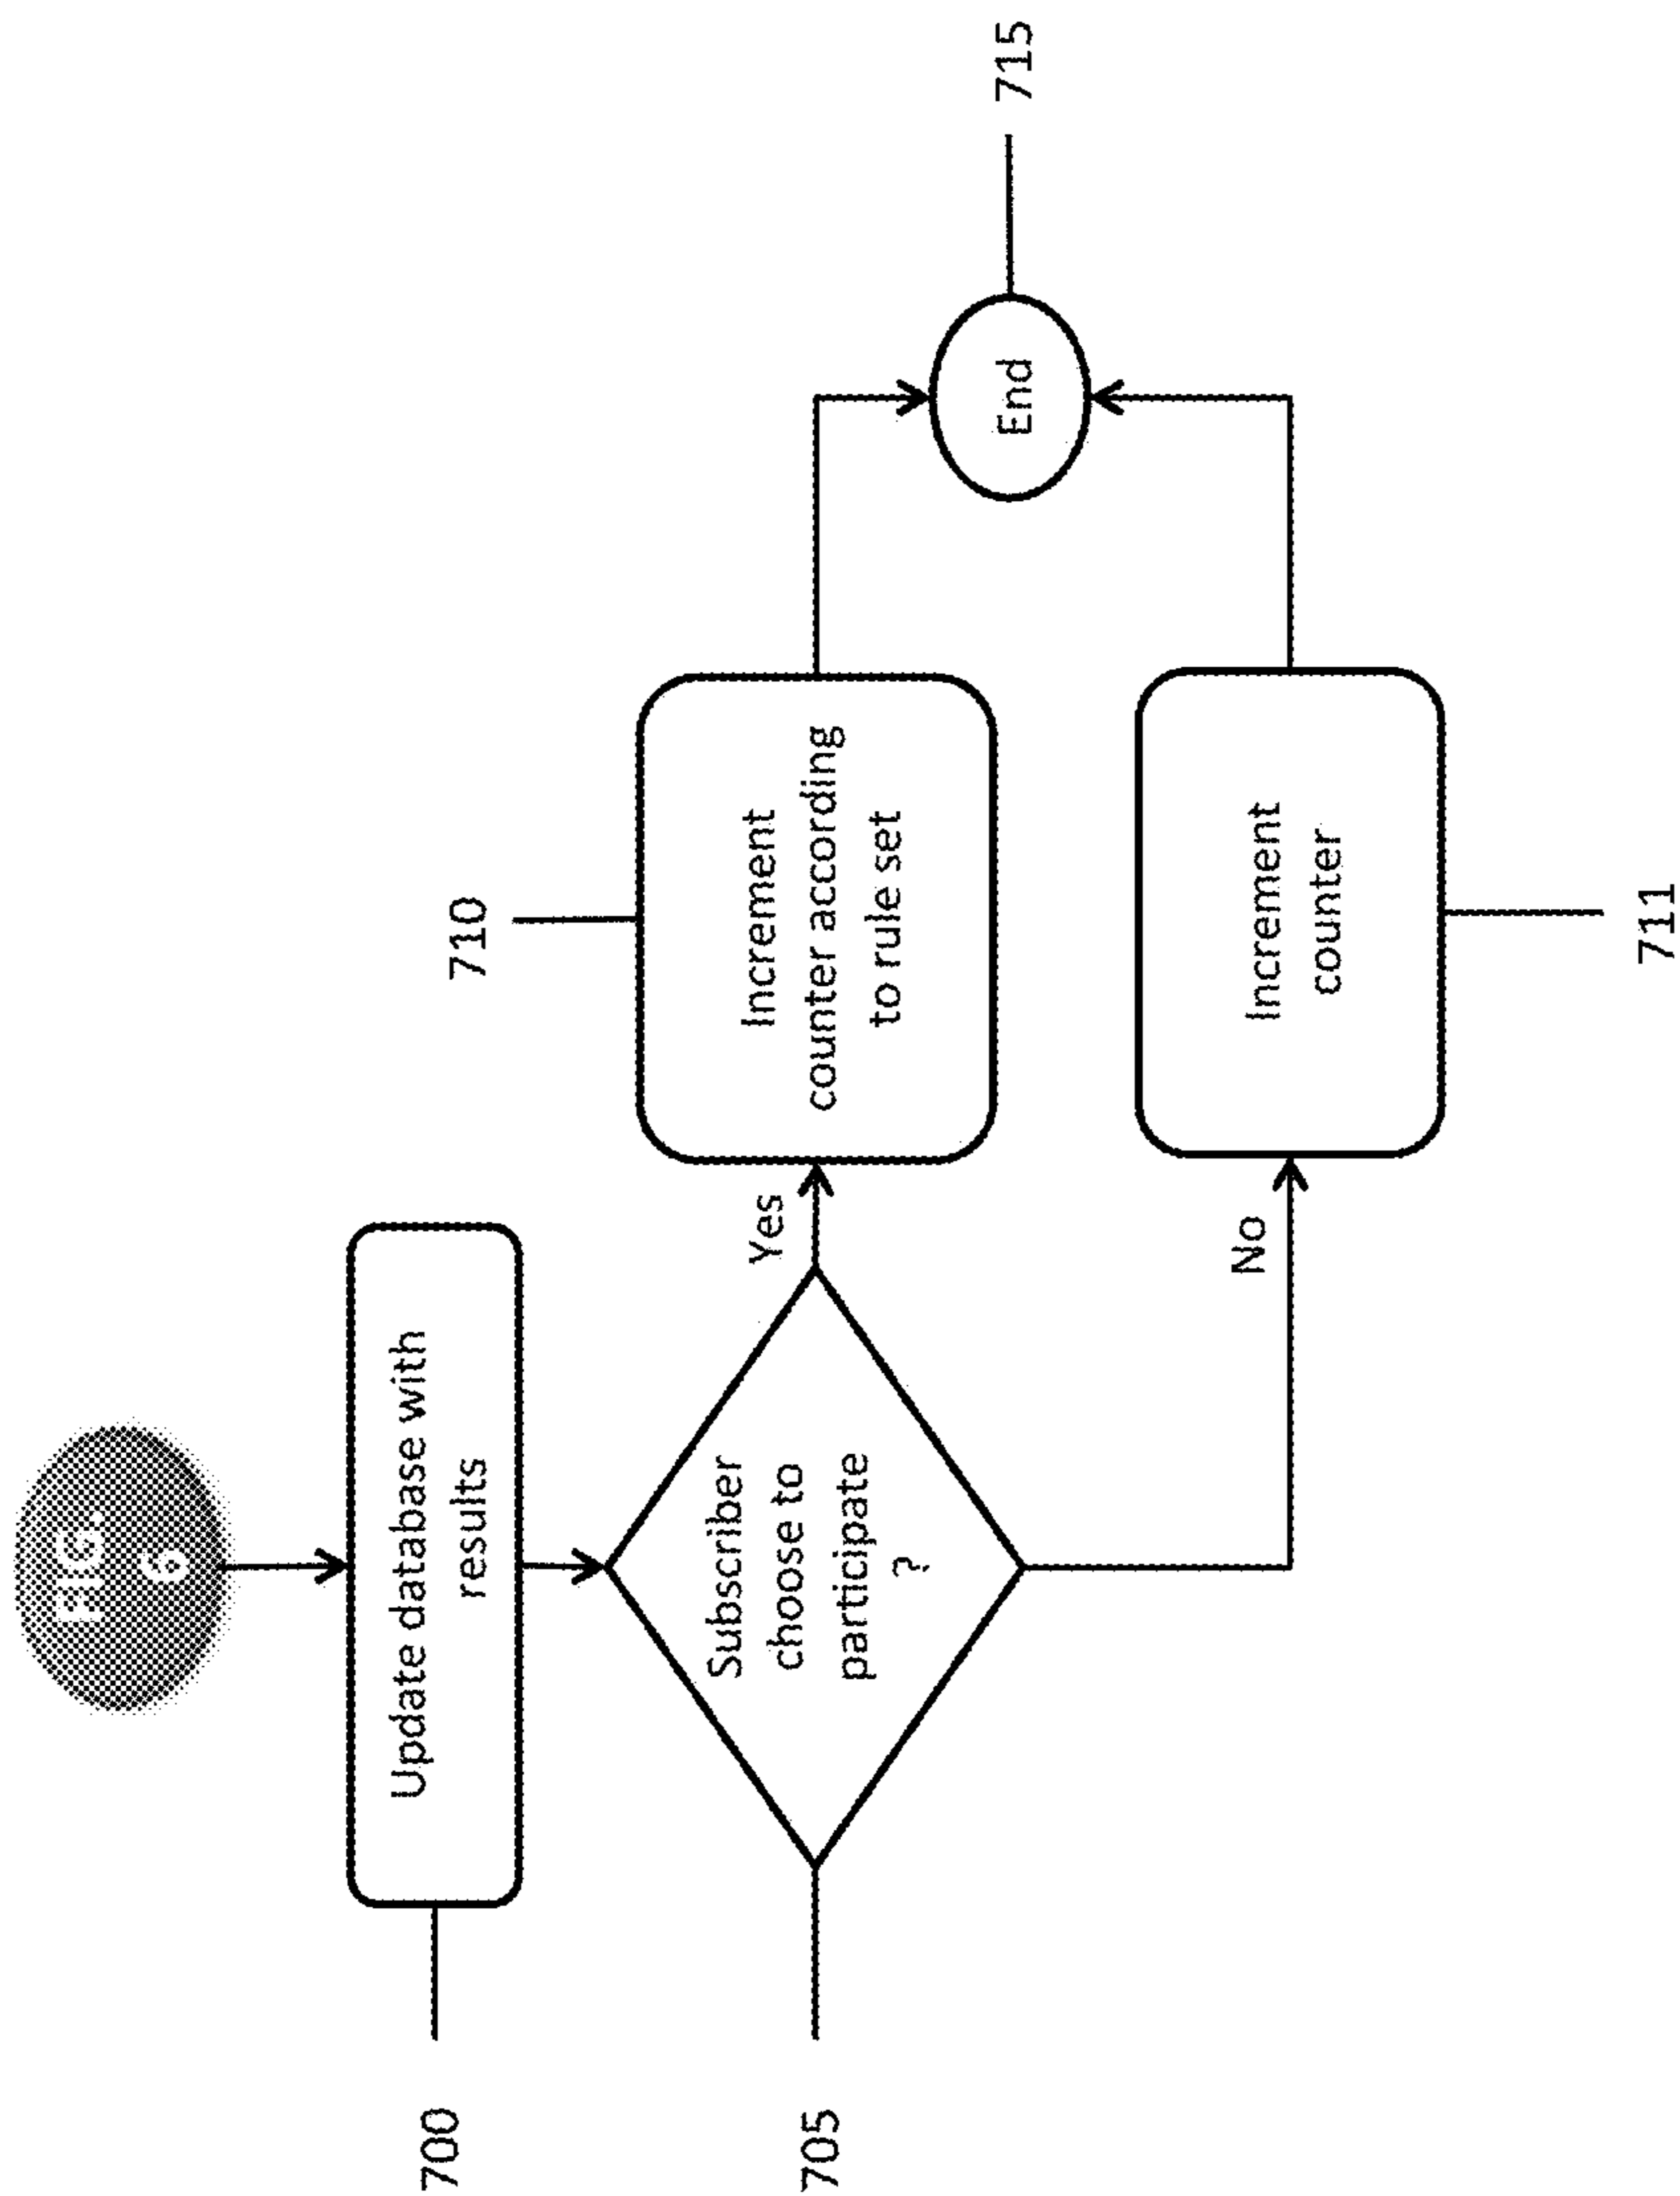 FIG.
6
700
Update database with
results
705
Subscriber
choose to
participate
?
Yes
No
710
Increment
counter according
to rule set
Increment
counter
711
End
715